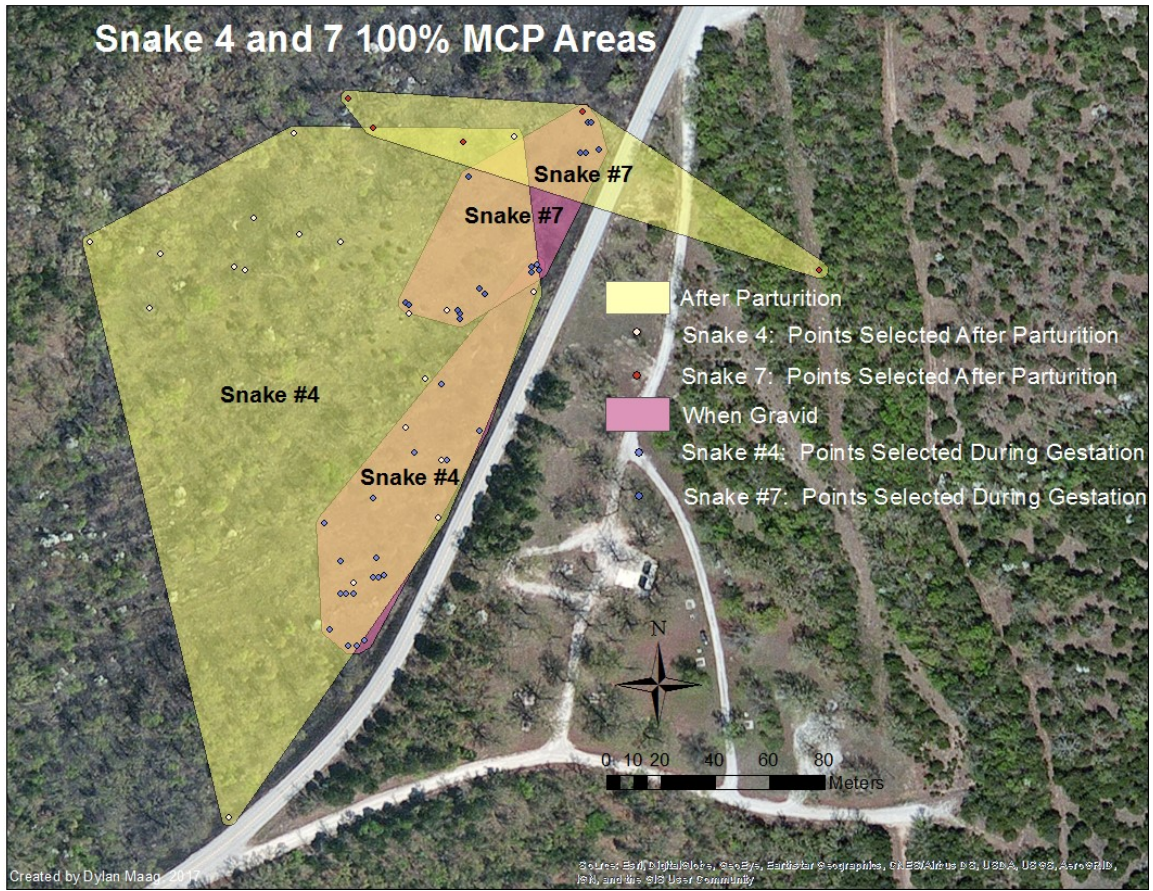 Snake 4 and 7 100% MCP Areas
Snake #7
Snake #7
After Parturition
Snake 4: Points Selected After Parturition
Snake 7: Points Selected After Parturition
Snake #4
When Gravid
Snake #4: Points Selected During Gestation
Snake #4
Snake #7: Points Selected During Gestation
N
0 10 20 40 60 80
Meters
Source: Esri, DigitalGlobe, GeoEye, Earthstar Geographics, CNES/Airbus DS, USDA, USGS, AeroGRID,
IGN, and the GIS User Community
Created by Dylan Maag, 2017